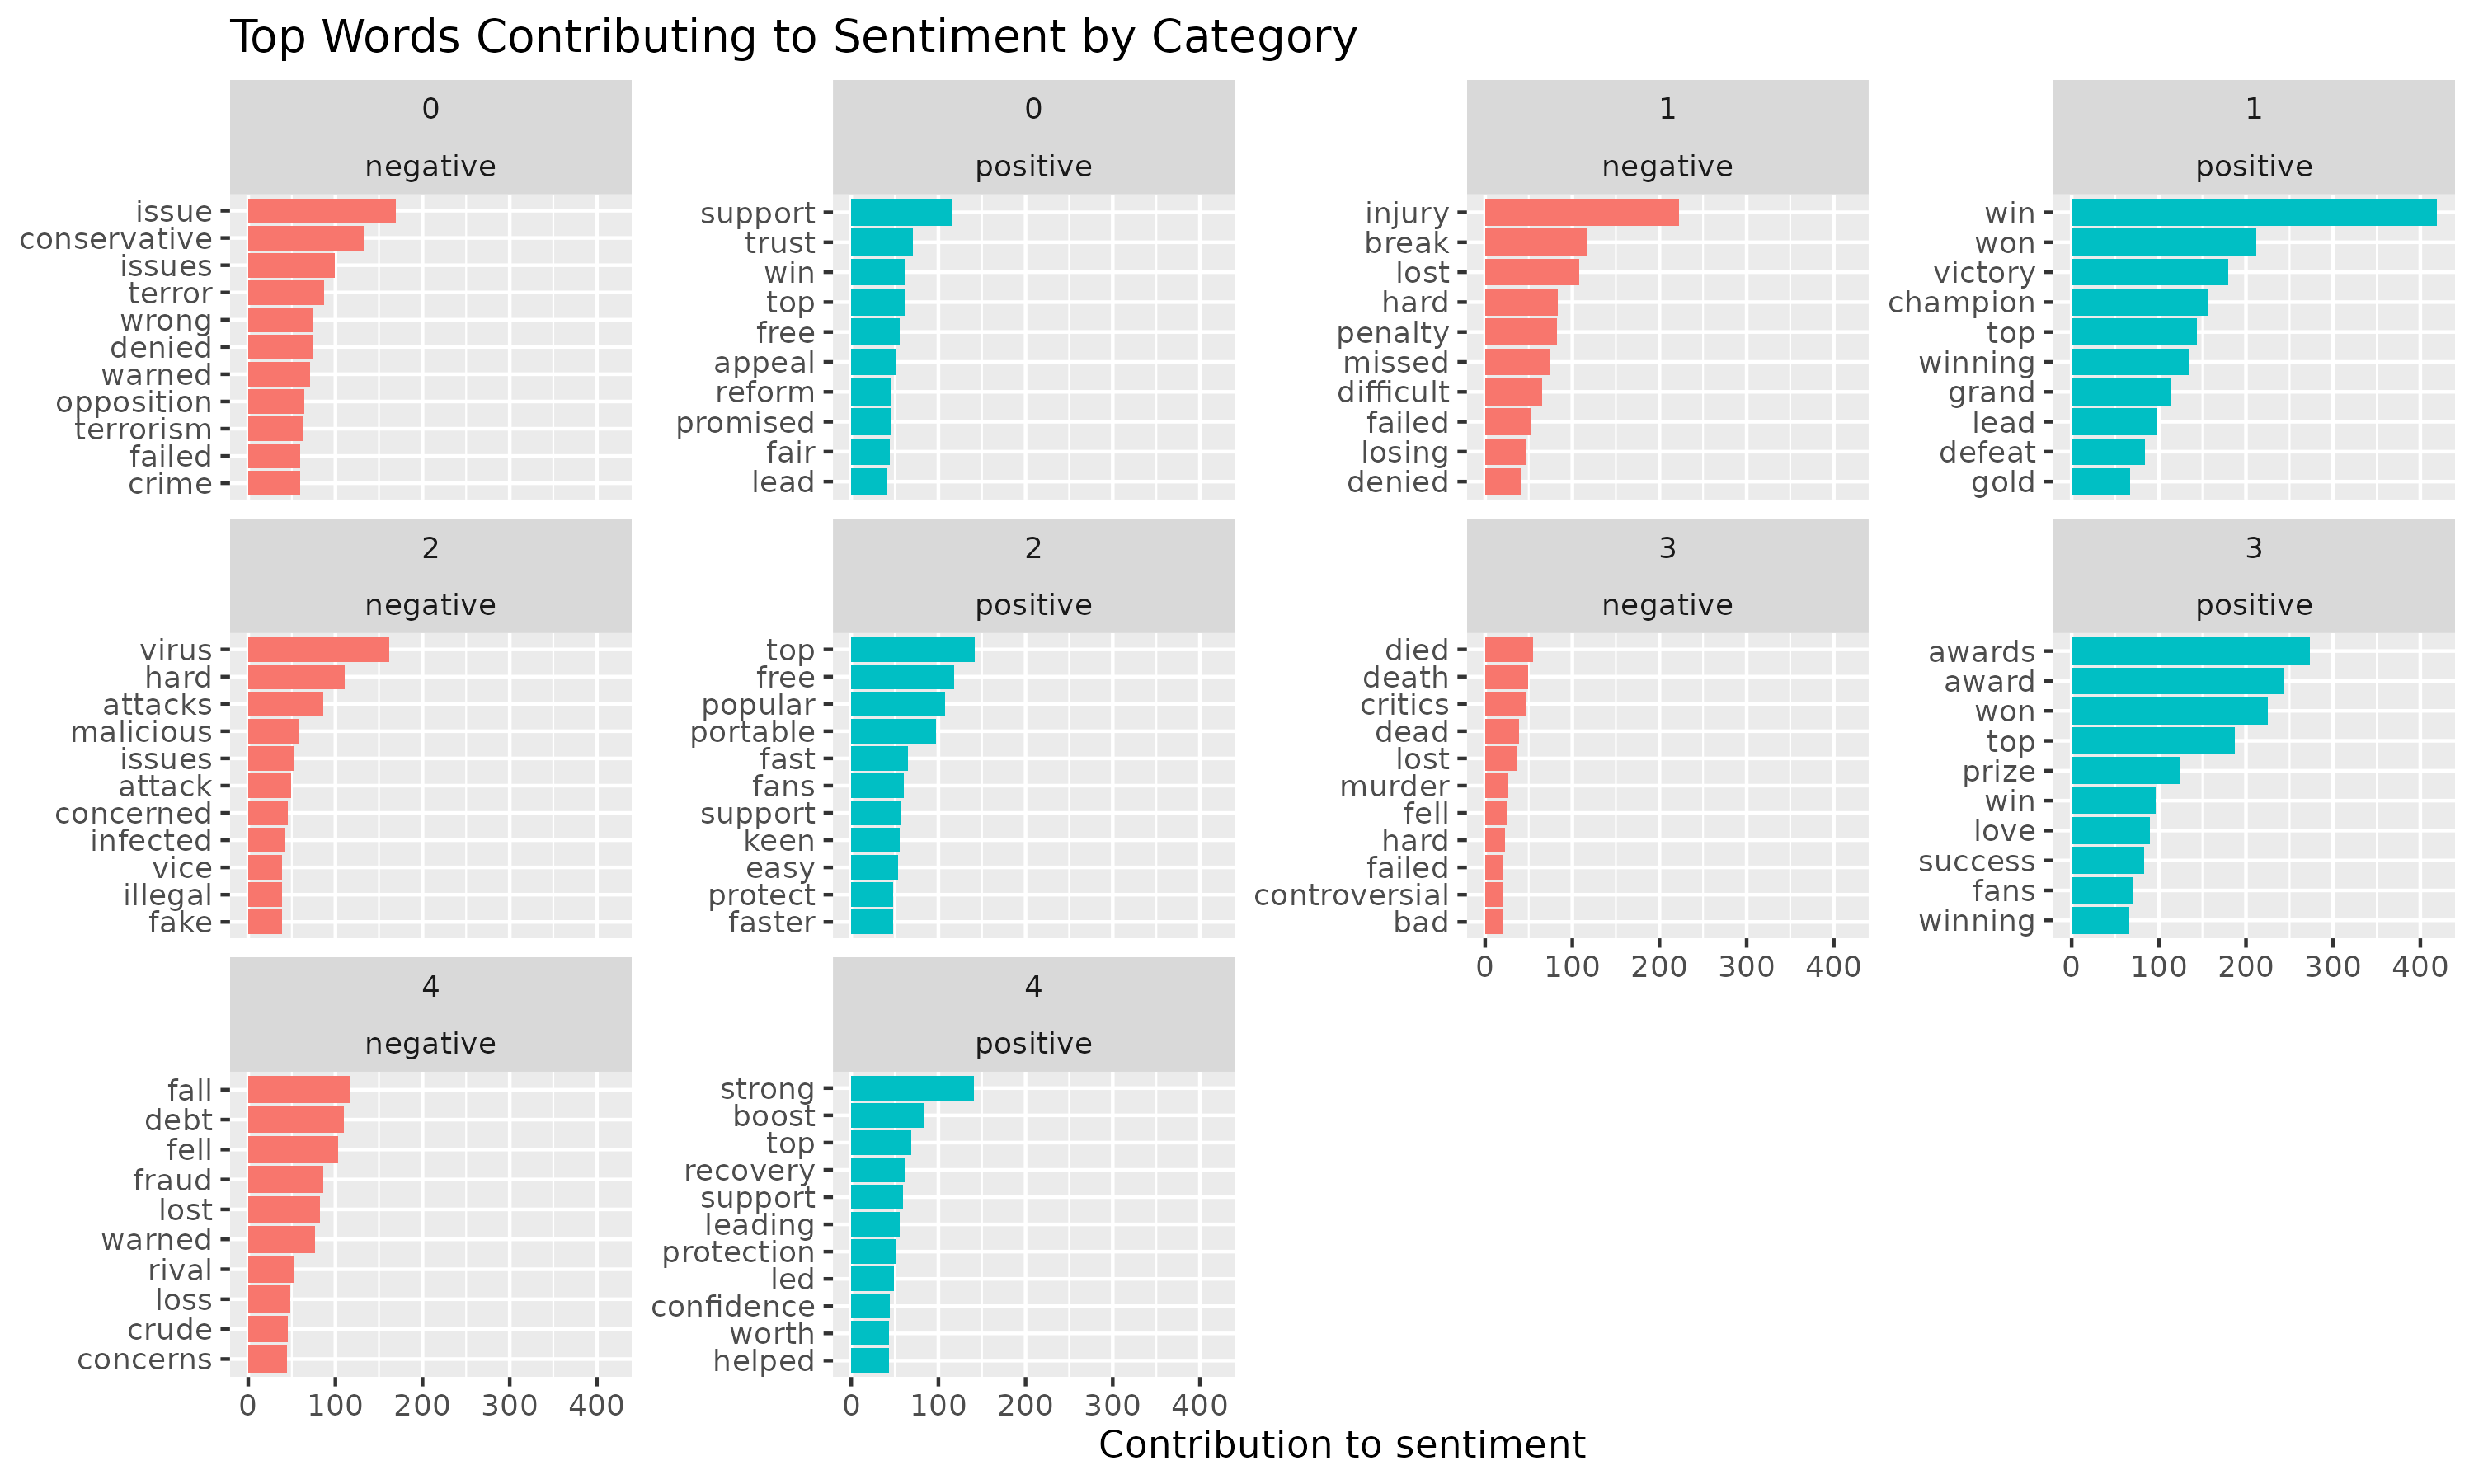 Top Words Contributing to Sentiment by Category
0
negative
issue
conservative
issues
terror
wrong
denied
warned
opposition
terrorism
failed
crime
0
positive
support
trust
win
top
free
appeal
reform
promised
fair
lead
1
negative
injury
break
lost
hard
penalty
missed
difficult
failed
losing
denied
1
positive
win
won
victory
champion
top
winning
grand
lead
defeat
gold
2
negative
virus
hard
attacks
malicious
issues
attack
concerned
infected
vice
illegal
fake
2
positive
top
free
popular
portable
fast
fans
support
keen
easy
protect
faster
3
negative
died
death
critics
dead
lost
murder
fell
hard
failed
controversial
bad
0 100 200 300 400
3
positive
awards
award
won
top
prize
win
love
success
fans
winning
0 100 200 300 400
4
negative
fall
debt
fell
fraud
lost
warned
rival
loss
crude
concerns
0 100 200 300 400
4
positive
strong
boost
top
recovery
support
leading
protection
led
confidence
worth
helped
0 100 200 300 400
Contribution to sentiment